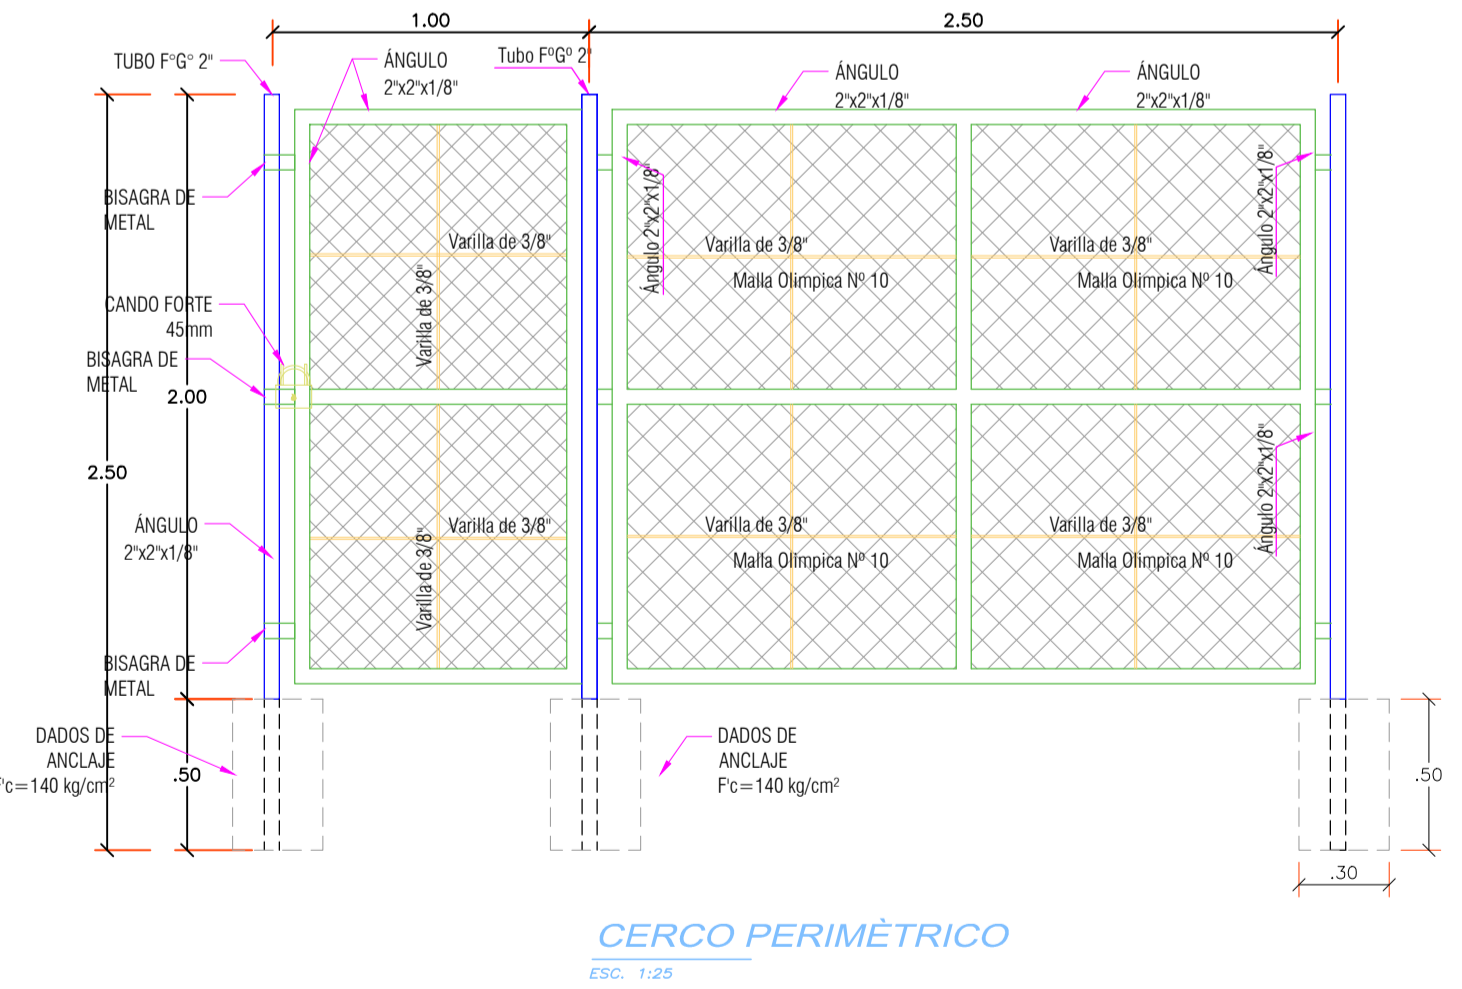 1.00
2.50
TUBO F°G° 2"
ÁNGULO
2"x2"x1/8"
Tubo FºGº 2"
ÁNGULO
2"x2"x1/8"
ÁNGULO
2"x2"x1/8"
BISAGRA DE
METAL
Ángulo 2"x2"x1/8"
Ángulo 2"x2"x1/8"
Varilla de 3/8"
Varilla de 3/8"
Varilla de 3/8"
Varilla de 3/8"
Malla Olimpica Nº 10
Malla Olimpica Nº 10
CANDO FORTE
45mm
BISAGRA DE
METAL
2.00
2.50
ÁNGULO
2"x2"x1/8"
Varilla de 3/8"
Varilla de 3/8"
Varilla de 3/8"
Varilla de 3/8"
Malla Olimpica Nº 10
Malla Olimpica Nº 10
Ángulo 2"x2"x1/8"
BISAGRA DE
METAL
DADOS DE
ANCLAJE
F'c=140 kg/cm²
.50
DADOS DE
ANCLAJE
F'c=140 kg/cm²
.50
.30
CERCO PERIMÈTRICO
ESC. 1:25